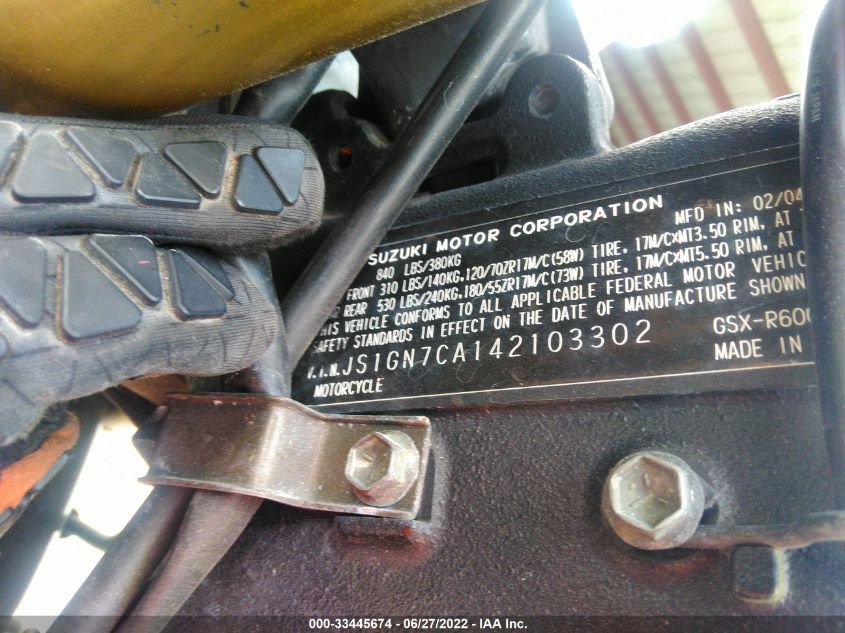 SUZUKI MOTOR CORPORATION MFD IN: 02/04
840 LBS/380KG
FRONT 310 LBS/140KG,120/70ZR17M/C(58W) TIRE, 17M/CXMT3.50 RIM, AT
REAR 530 LBS/240KG,180/55ZR17M/C(73W) TIRE, 17M/CXMT5.50 RIM, AT
THIS VEHICLE CONFORMS TO ALL APPLICABLE FEDERAL MOTOR VEHIC
SAFETY STANDARDS IN EFFECT ON THE DATE OF MANUFACTURE SHOWN
V.I.N.JS1GN7CA142103302 GSX-R600
MOTORCYCLE MADE IN
JAPAN
000-33445674 / 06/27/2022 - IAA Inc.